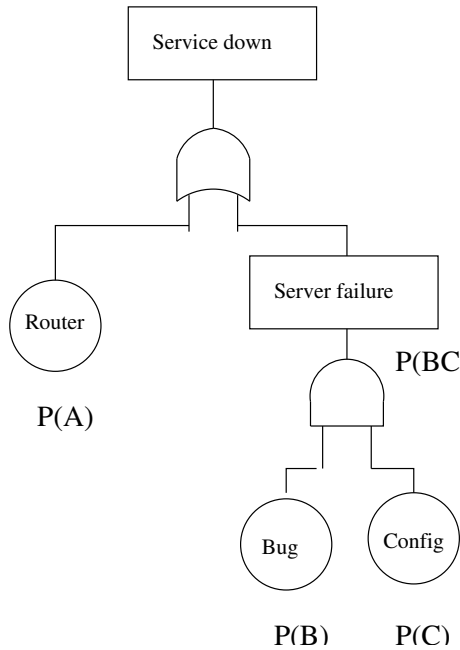 Service down
Router
Server failure
P(A)
P(BC
Bug
Config
P(B)
P(C)